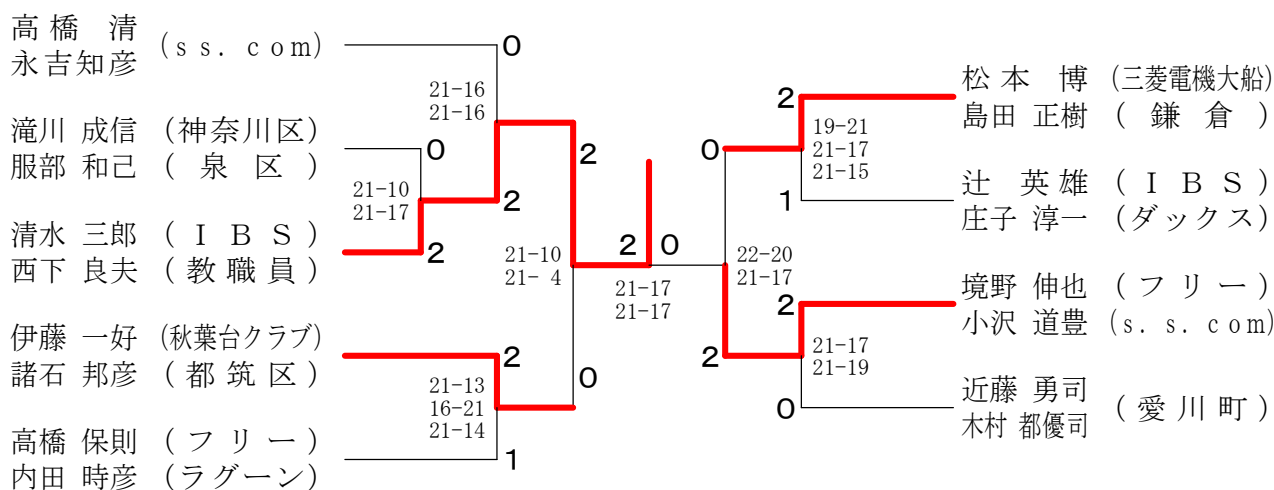 高橋 清 (ss. com)
永吉知彦
滝川 成信 (神奈川区)
服部 和己 (泉区)
清水 三郎 (IBS)
西下 良夫 (教職員)
伊藤 一好 (秋葉台クラブ)
諸石 邦彦 (都筑区)
高橋 保則 (フリー)
内田 時彦 (ラグーン)
0
21-16
21-16
0
21-10
21-17
2
2
2
21-10
21- 4
2
21-13
16-21
21-14
1
0
2
0
21-17
21-17
0
22-20
21-17
2
2
19-21
21-17
21-15
1
2
21-17
21-19
0
松本 博 (三菱電機大船)
島田 正樹 (鎌倉)
辻 英雄 (IBS)
庄子 淳一 (ダックス)
境野 伸也 (フリー)
小沢 道豊 (s. s. com)
近藤 勇司 (愛川町)
木村 都優司